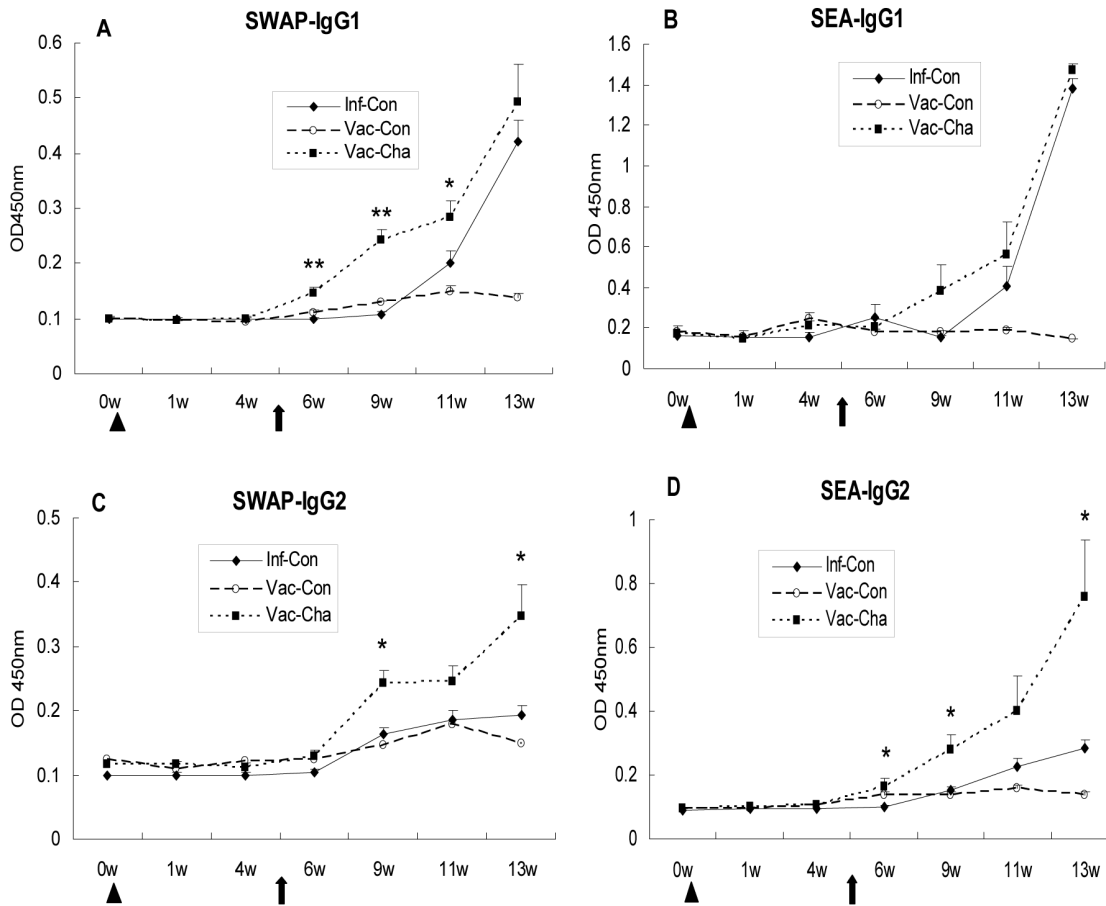 A SWAP-IgG1
0.6
0.5
0.4
0.3
0.2
0.1
0
OD450nm
Inf-Con
Vac-Con
Vac-Cha
** ** *
0w 1w 4w 6w 9w 11w 13w
B SEA-IgG1
1.6
1.4
1.2
1
0.8
0.6
0.4
0.2
0
OD 450nm
Inf-Con
Vac-Con
Vac-Cha
0w 1w 4w 6w 9w 11w 13w
C SWAP-IgG2
0.5
0.4
0.3
0.2
0.1
0
OD 450nm
Inf-Con
Vac-Con
Vac-Cha
* *
0w 1w 4w 6w 9w 11w 13w
D SEA-IgG2
1
0.8
0.6
0.4
0.2
0
OD 450nm
Inf-Con
Vac-Con
Vac-Cha
* * *
0w 1w 4w 6w 9w 11w 13w